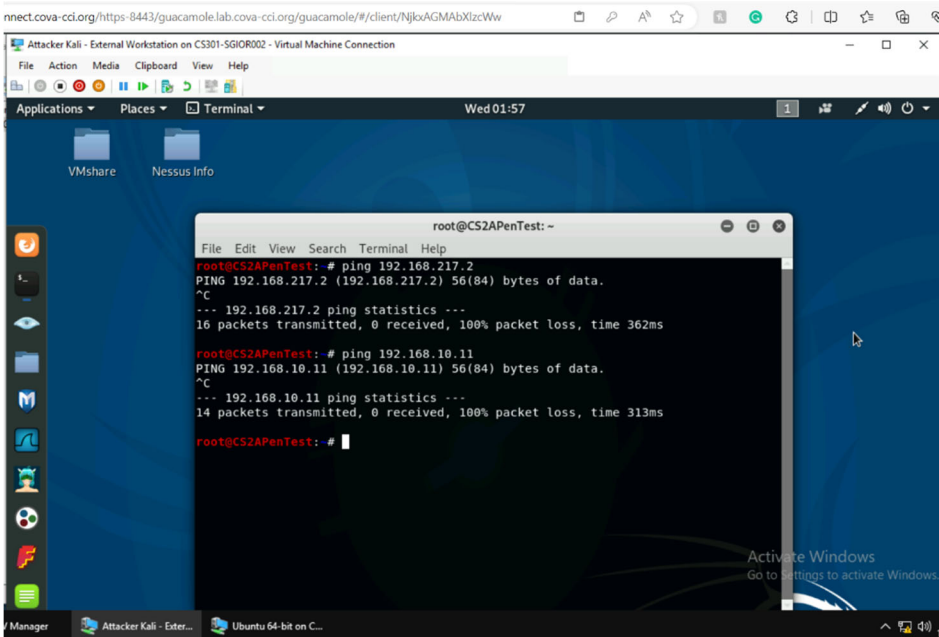 nnect.cova-cci.org/https-8443/guacamole.lab.cova-cci.org/guacamole/#/client/NjkxAGMAbXlzcWw
Attacker Kali - External Workstation on CS301-SGIOR002 - Virtual Machine Connection
File Action Media Clipboard View Help
Applications Places Terminal Wed 01:57 1
VMshare Nessus Info
root@CS2APenTest: ~
File Edit View Search Terminal Help
root@CS2APenTest:~# ping 192.168.217.2
PING 192.168.217.2 (192.168.217.2) 56(84) bytes of data.
^C
--- 192.168.217.2 ping statistics ---
16 packets transmitted, 0 received, 100% packet loss, time 362ms
root@CS2APenTest:~# ping 192.168.10.11
PING 192.168.10.11 (192.168.10.11) 56(84) bytes of data.
^C
--- 192.168.10.11 ping statistics ---
14 packets transmitted, 0 received, 100% packet loss, time 313ms
root@CS2APenTest:~#
Activate Windows
Go to Settings to activate Windows.
Manager Attacker Kali - Exter... Ubuntu 64-bit on C...